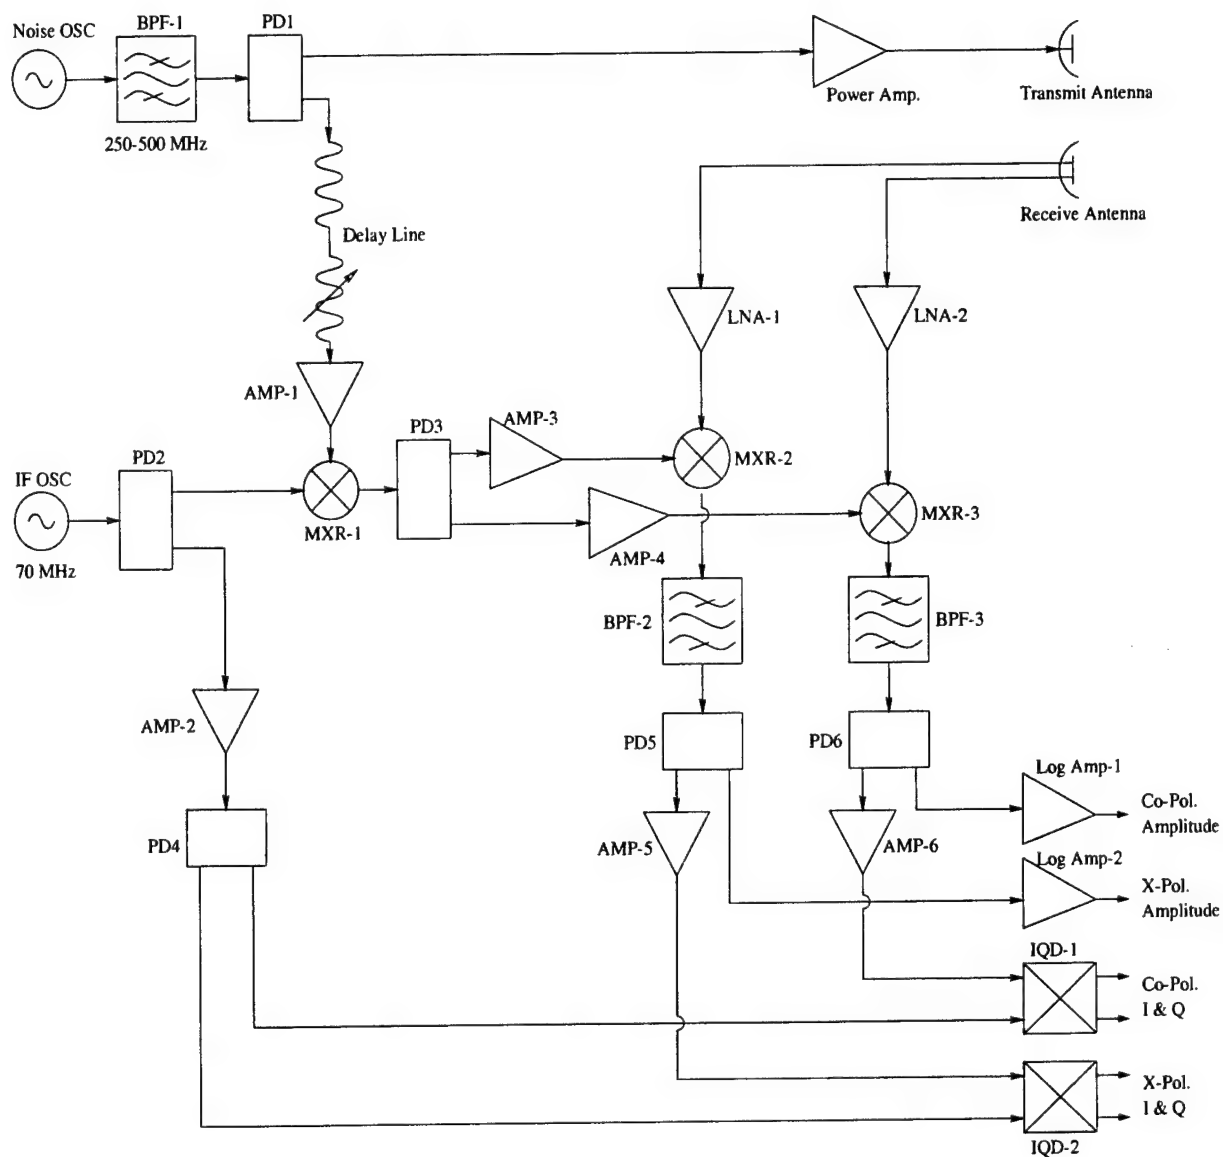 Noise OSC
BPF-1
PD1
250-500 MHz
Power Amp.
Transmit Antenna
Receive Antenna
Delay Line
LNA-1
LNA-2
AMP-1
PD3
AMP-3
MXR-2
PD2
IF OSC
MXR-1
AMP-4
MXR-3
70 MHz
BPF-2
BPF-3
AMP-2
PD5
PD6
Log Amp-1
Co-Pol.
Amplitude
PD4
AMP-5
AMP-6
Log Amp-2
X-Pol.
Amplitude
IQD-1
Co-Pol.
I & Q
X-Pol.
I & Q
IQD-2